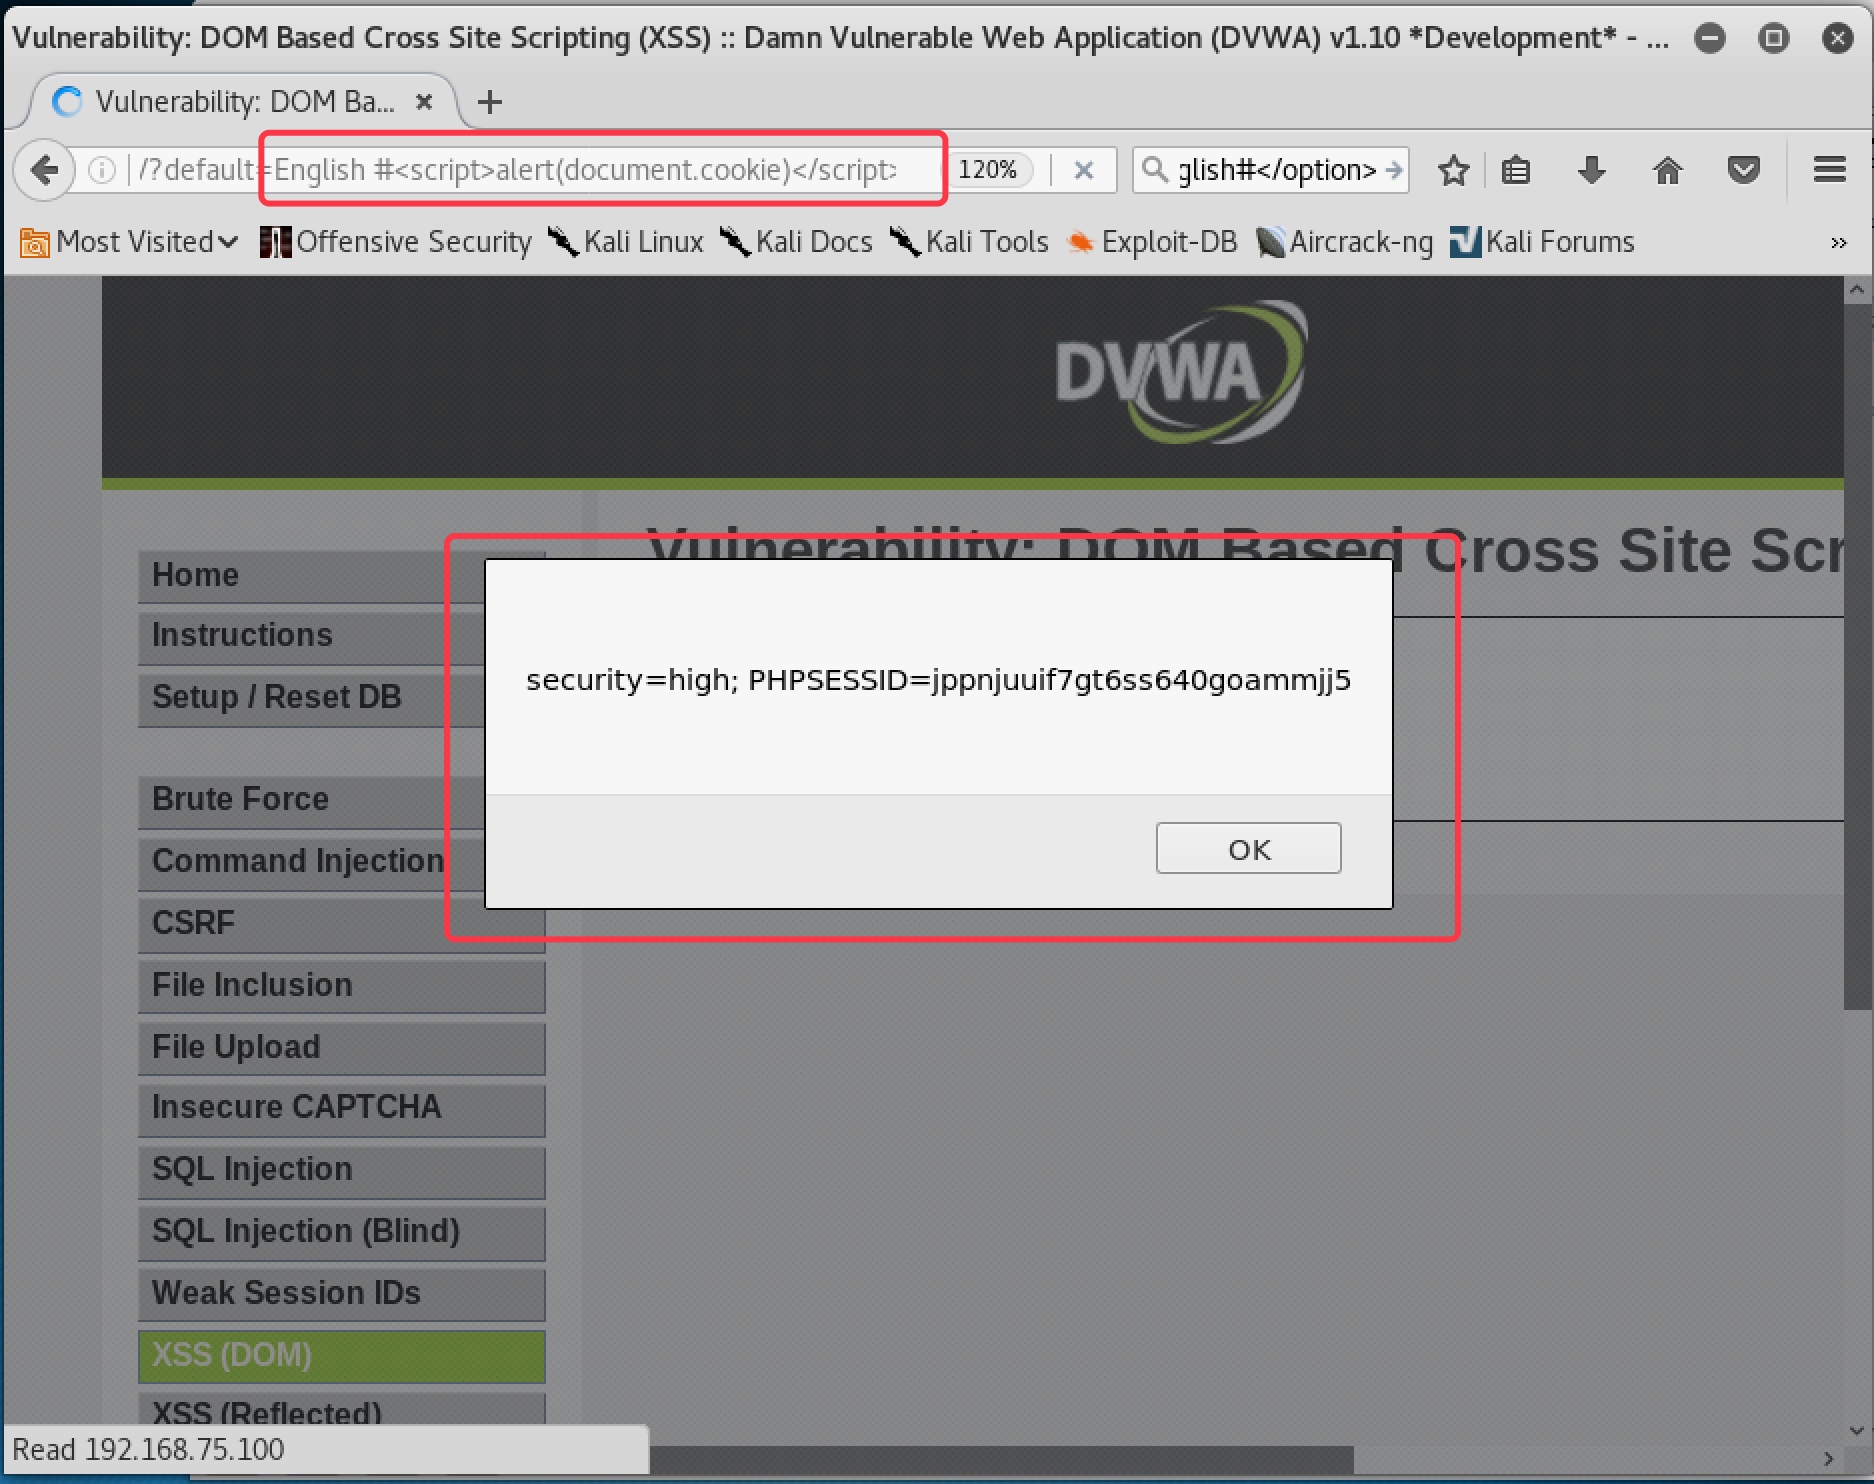 Vulnerability: DOM Based Cross Site Scripting (XSS) :: Damn Vulnerable Web Application (DVWA) v1.10 *Development* - ...
Vulnerability: DOM Ba...
/?default=English #<script>alert(document.cookie)</script>
120%
glish#</option>
Most Visited
Offensive Security
Kali Linux
Kali Docs
Kali Tools
Exploit-DB
Aircrack-ng
Kali Forums
DVWA
Vulnerability: DOM Based Cross Site Scr
Home
Instructions
Setup / Reset DB
security=high; PHPSESSID=jppnjuuif7gt6ss640goammjj5
OK
Brute Force
Command Injection
CSRF
File Inclusion
File Upload
Insecure CAPTCHA
SQL Injection
SQL Injection (Blind)
Weak Session IDs
XSS (DOM)
XSS (Reflected)
Read 192.168.75.100